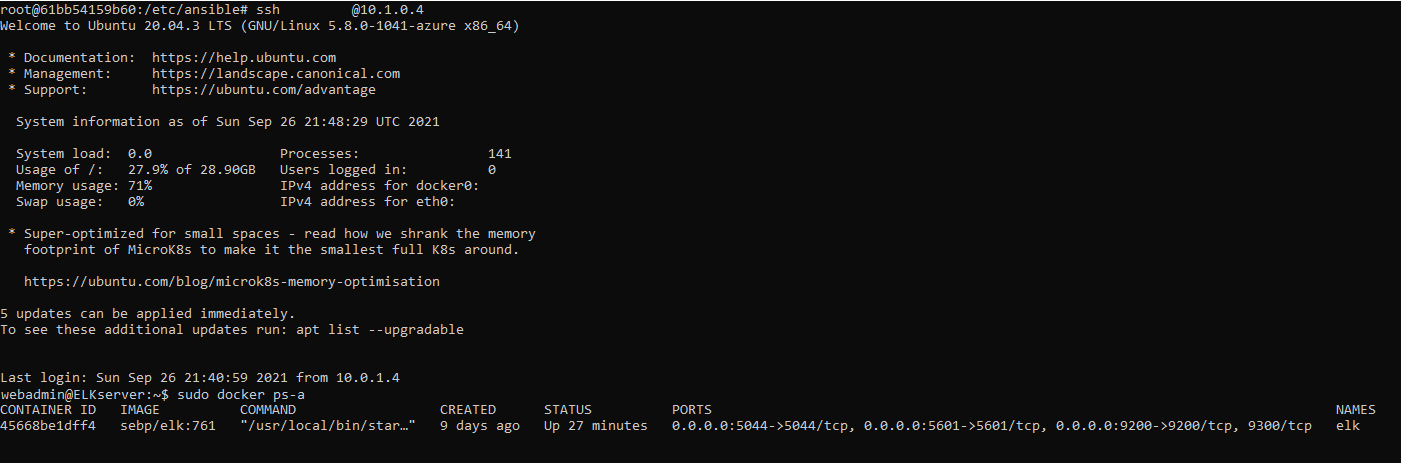 root@61bb54159b60:/etc/ansible# ssh         @10.1.0.4
Welcome to Ubuntu 20.04.3 LTS (GNU/Linux 5.8.0-1041-azure x86_64)
* Documentation:  https://help.ubuntu.com
* Management:     https://landscape.canonical.com
* Support:        https://ubuntu.com/advantage
System information as of Sun Sep 26 21:48:29 UTC 2021
System load:  0.0                Processes:                141
Usage of /:   27.9% of 28.90GB   Users logged in:          0
Memory usage: 71%                IPv4 address for docker0:
Swap usage:   0%                 IPv4 address for eth0:
* Super-optimized for small spaces - read how we shrank the memory
footprint of MicroK8s to make it the smallest full K8s around.
https://ubuntu.com/blog/microk8s-memory-optimisation
5 updates can be applied immediately.
To see these additional updates run: apt list --upgradable
Last login: Sun Sep 26 21:40:59 2021 from 10.0.1.4
webadmin@ELKserver:~$ sudo docker ps-a
CONTAINER ID   IMAGE          COMMAND                  CREATED      STATUS          PORTS                                                                              NAMES
45668be1dff4   sebp/elk:761   "/usr/local/bin/star…"   9 days ago   Up 27 minutes   0.0.0.0:5044->5044/tcp, 0.0.0.0:5601->5601/tcp, 0.0.0.0:9200->9200/tcp, 9300/tcp   elk